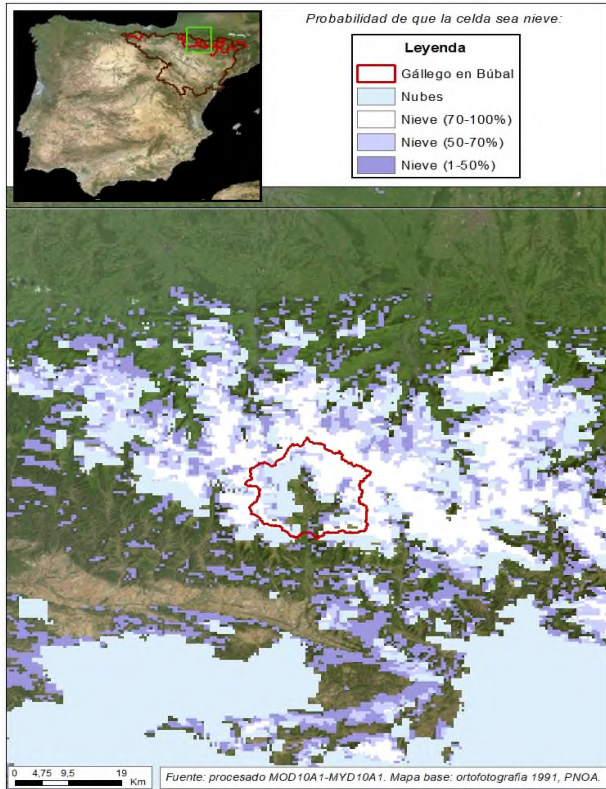 Probabilidad de que la celda sea nieve:
Leyenda
Gállego en Búbal
Nubes
Nieve (70-100%)
Nieve (50-70%)
Nieve (1-50%)
0 4,75 9,5 19
Km
Fuente: procesado MOD10A1-MYD10A1. Mapa base: ortofotografía 1991, PNOA.